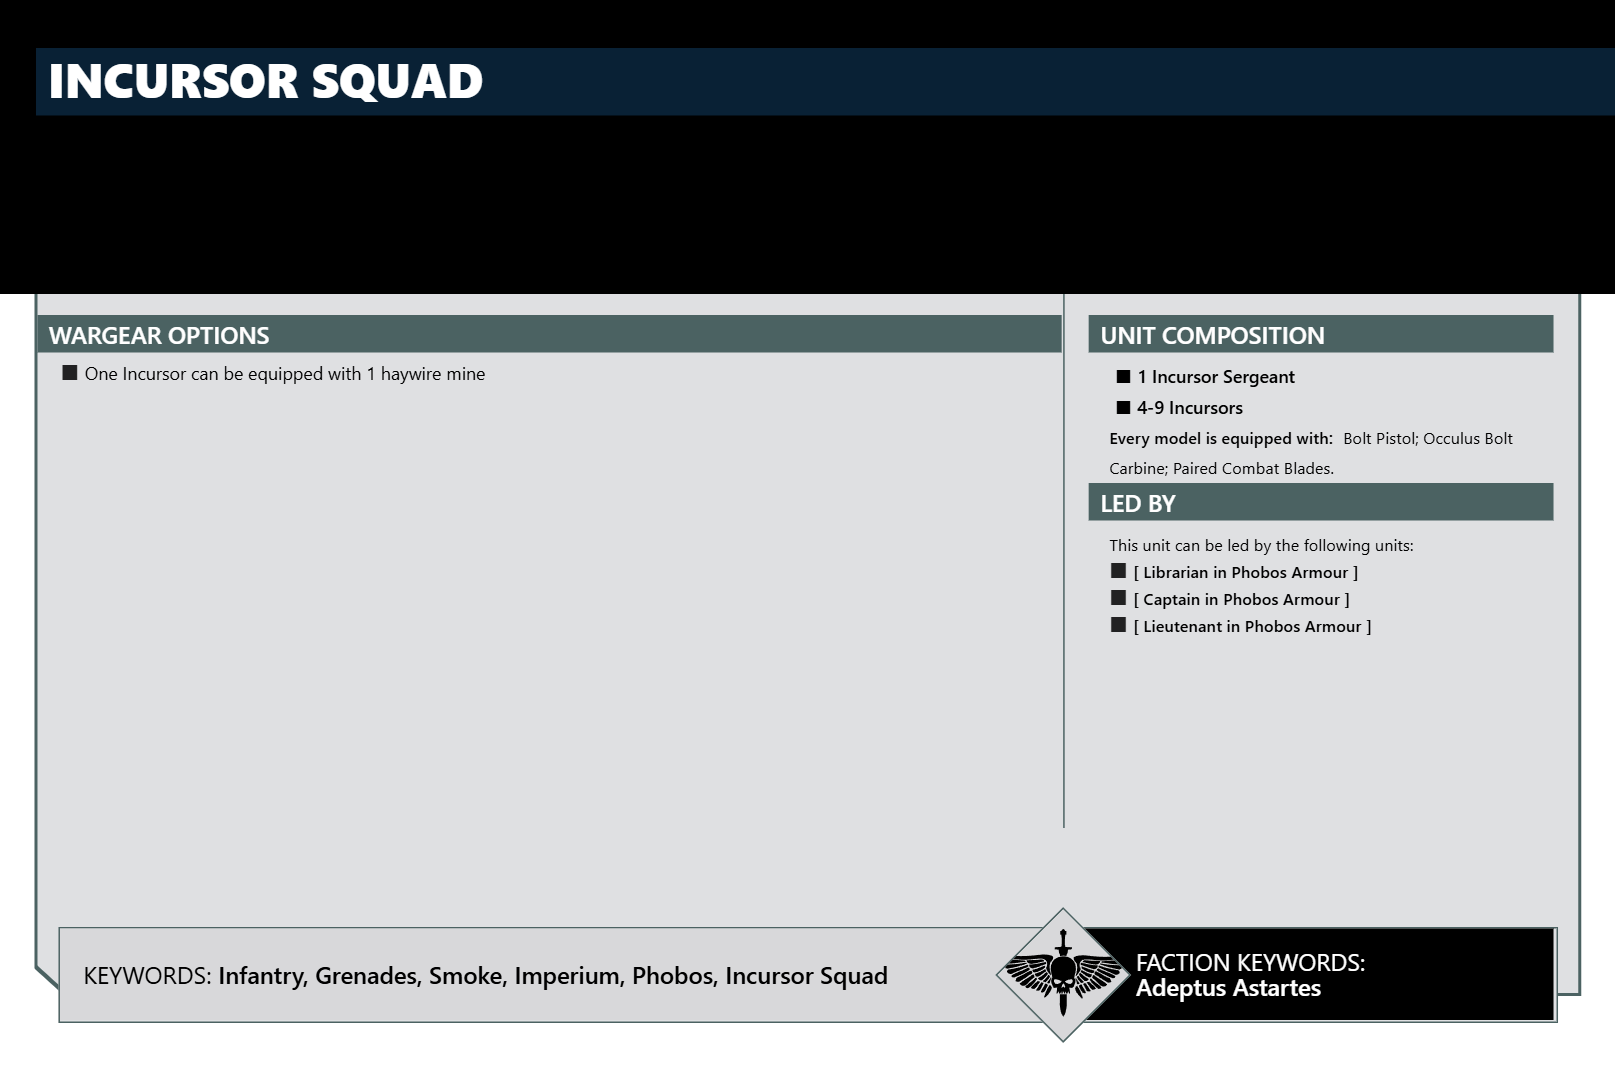 INCURSOR SQUAD
WARGEAR OPTIONS
■ One Incursor can be equipped with 1 haywire mine
UNIT COMPOSITION
■ 1 Incursor Sergeant
■ 4-9 Incursors
Every model is equipped with: Bolt Pistol; Occulus Bolt
Carbine; Paired Combat Blades.
LED BY
This unit can be led by the following units:
■ [ Librarian in Phobos Armour ]
■ [ Captain in Phobos Armour ]
■ [ Lieutenant in Phobos Armour ]
KEYWORDS: Infantry, Grenades, Smoke, Imperium, Phobos, Incursor Squad
FACTION KEYWORDS:
Adeptus Astartes